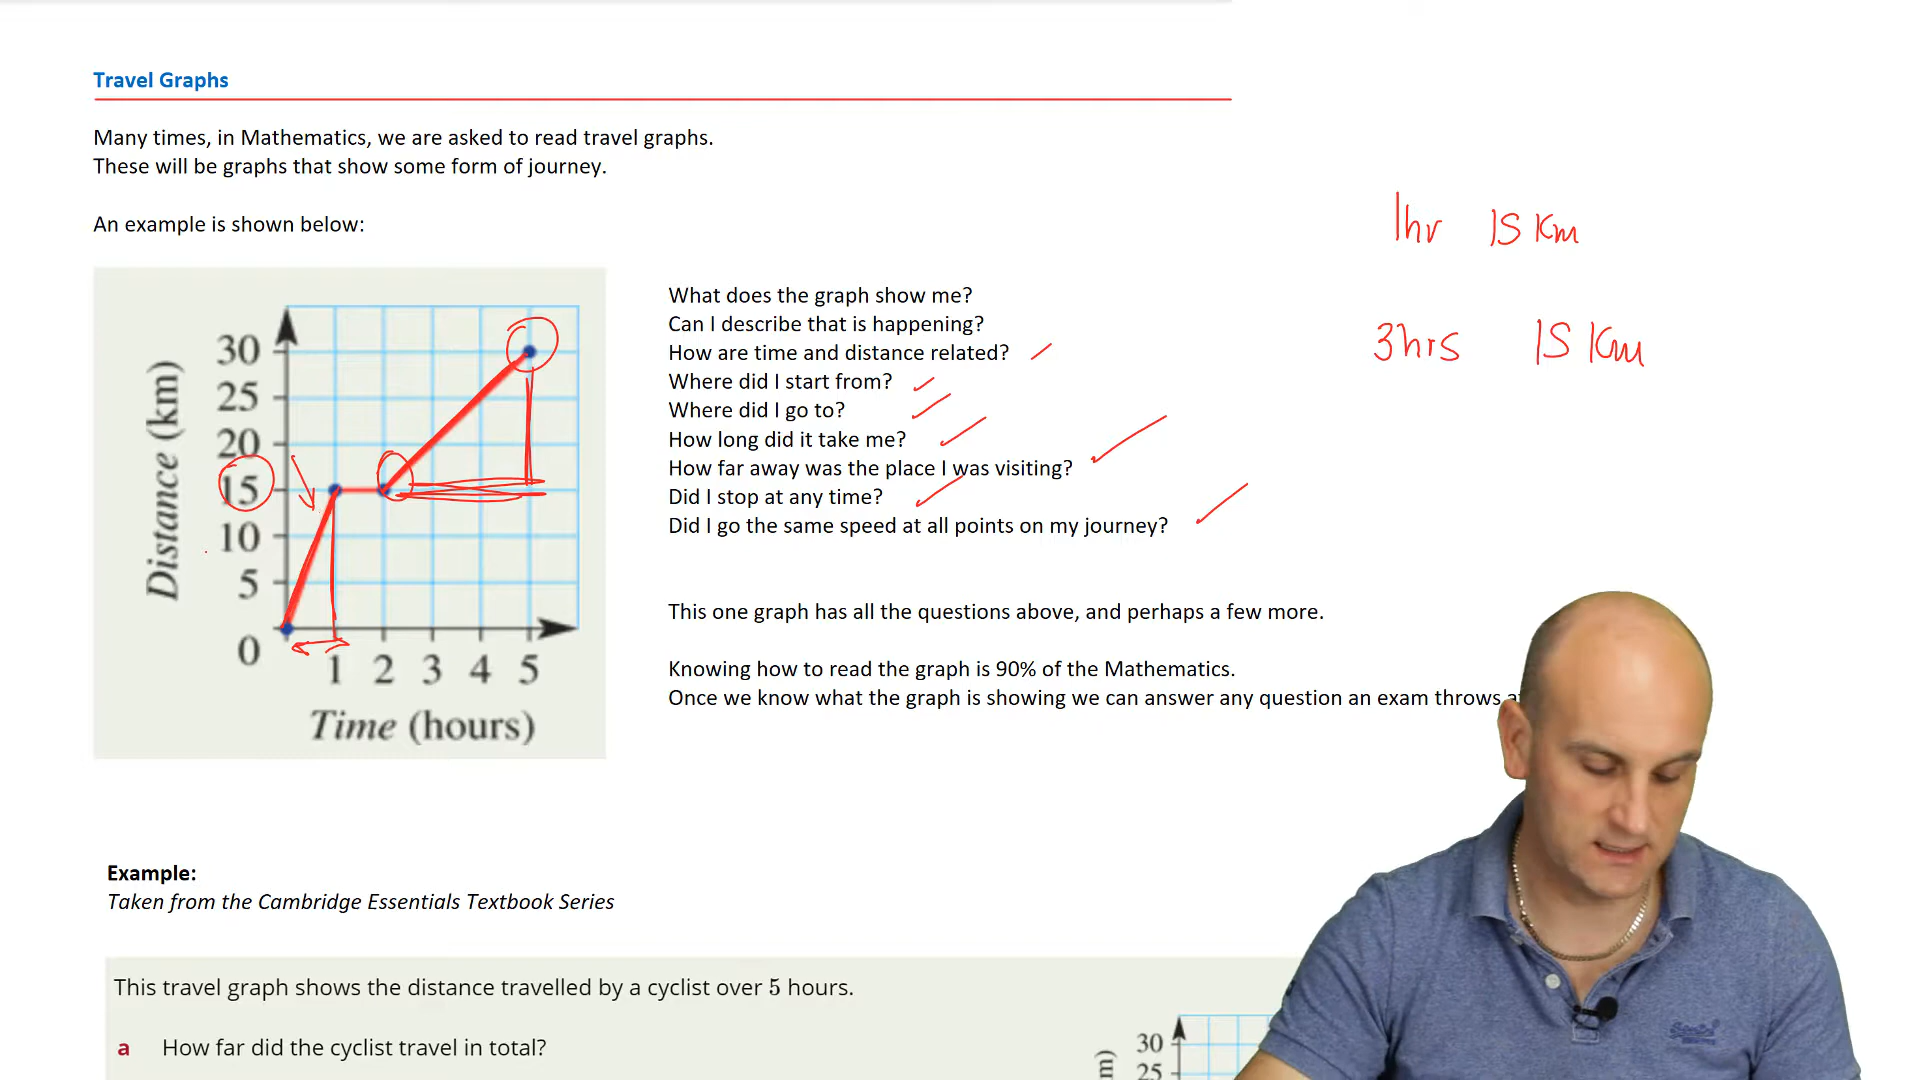 Travel Graphs
Many times, in Mathematics, we are asked to read travel graphs.
These will be graphs that show some form of journey.
An example is shown below:
1hr 15 Km
3hrs 15 Km
30
25
20
15
10
5
0
1 2 3 4 5
Distance (km)
Time (hours)
What does the graph show me?
Can I describe that is happening?
How are time and distance related?
Where did I start from?
Where did I go to?
How long did it take me?
How far away was the place I was visiting?
Did I stop at any time?
Did I go the same speed at all points on my journey?
This one graph has all the questions above, and perhaps a few more.
Knowing how to read the graph is 90% of the Mathematics.
Once we know what the graph is showing we can answer any question an exam throws
Example:
Taken from the Cambridge Essentials Textbook Series
This travel graph shows the distance travelled by a cyclist over 5 hours.
a How far did the cyclist travel in total?
30
25